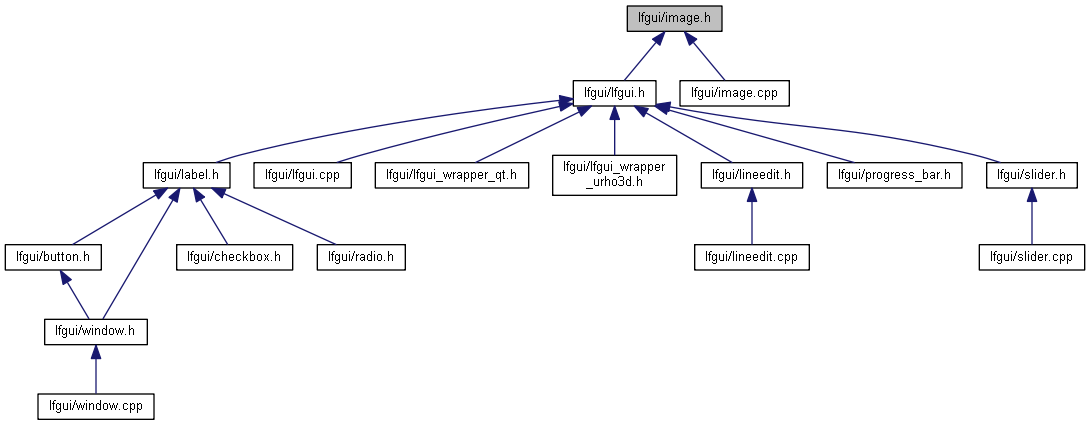 lfgui/image.h
lfgui/lfgui.h
lfgui/image.cpp
lfgui/label.h
lfgui/lfgui.cpp
lfgui/lfgui_wrapper_qt.h
lfgui/lfgui_wrapper
_urho3d.h
lfgui/lineedit.h
lfgui/progress_bar.h
lfgui/slider.h
lfgui/button.h
lfgui/checkbox.h
lfgui/radio.h
lfgui/lineedit.cpp
lfgui/slider.cpp
lfgui/window.h
lfgui/window.cpp